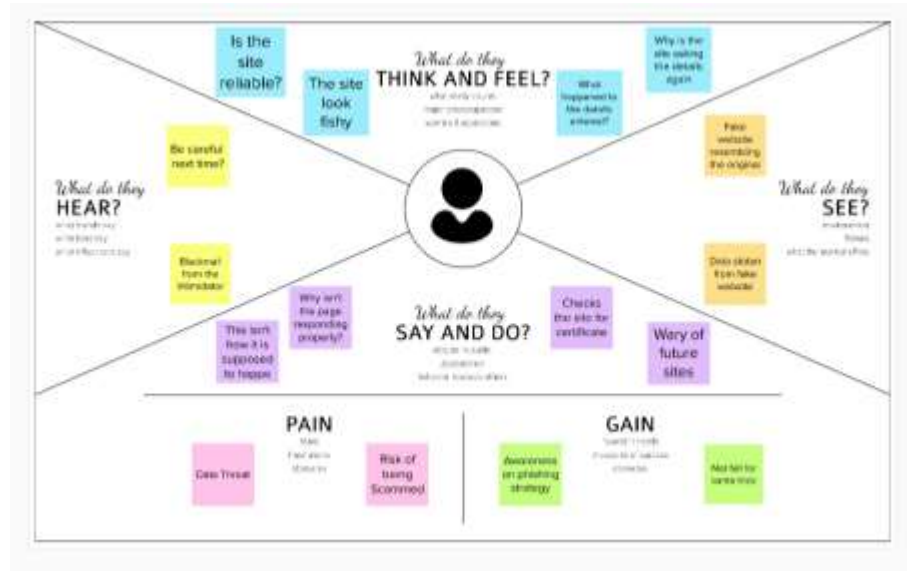 Is the
site
reliable?
The site
look
fishy
What do they
THINK AND FEEL?
What
happened to
the details
entered?
Why is the
site asking
the details
again
Be careful
next time?
What do they
HEAR?
Blackmail
from the
intimidator
Fake
website
resembling
the original
What do they
SEE?
Data stolen
from fake
website
Why isn't
the page
responding
properly?
This isn't
how it is
supposed
to happe
What do they
SAY AND DO?
Checks
the site for
certificate
Wary of
future
sites
PAIN
fears
frustrations
obstacles
Data Threat
Risk of
being
Scammed
GAIN
obstacles
Awareness
on phishing
strategy
Not fall for
same trick